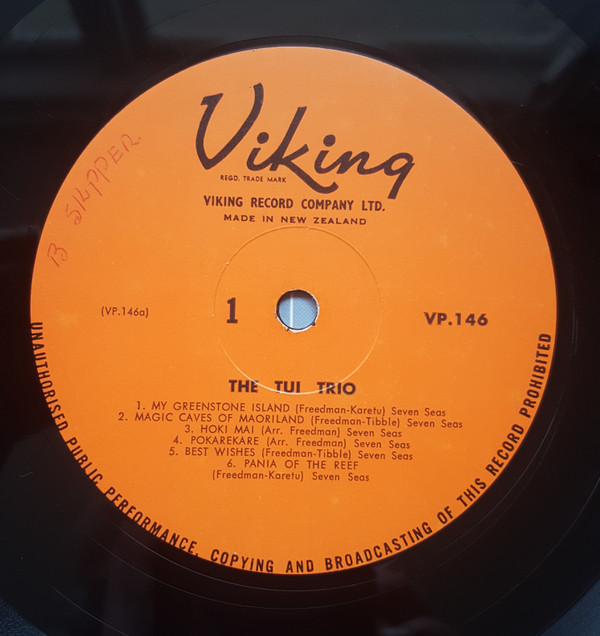 Viking
REGD. TRADE MARK
VIKING RECORD COMPANY LTD.
MADE IN NEW ZEALAND
B SKIPPER.
(VP.146a)
1
VP.146
THE TUI TRIO
1. MY GREENSTONE ISLAND (Freedman-Karetu) Seven Seas
2. MAGIC CAVES OF MAORILAND (Freedman-Tibble) Seven Seas
3. HOKI MAI (Arr. Freedman) Seven Seas
4. POKAREKARE (Arr. Freedman) Seven Seas
5. BEST WISHES (Freedman-Tibble) Seven Seas
6. PANIA OF THE REEF
(Freedman-Karetu) Seven Seas
UNAUTHORISED PUBLIC PERFORMANCE, COPYING AND BROADCASTING OF THIS RECORD PROHIBITED